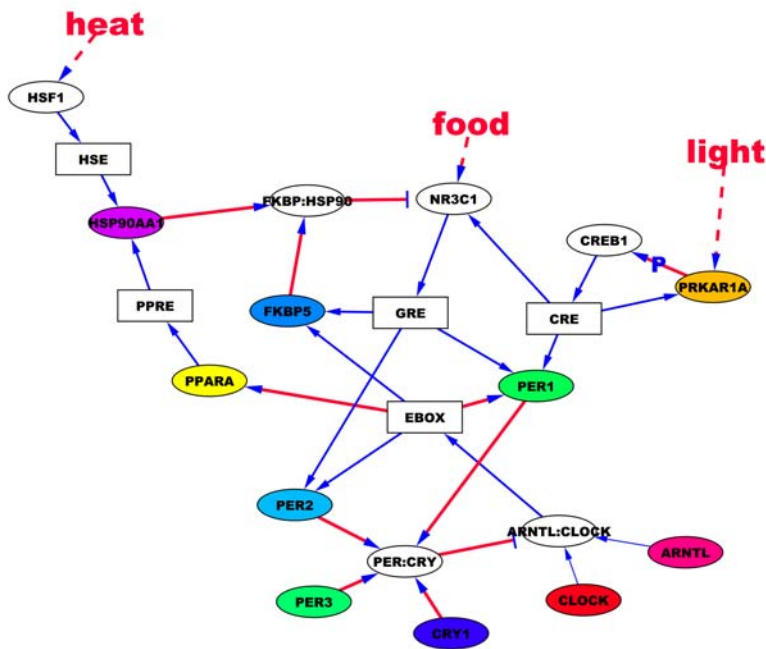 heat
HSF1
food
HSE
light
FKBP:HSP90
NR3C1
HSP90AA1
CREB1
P
PRKAR1A
PPRE
FKBP5
GRE
CRE
PPARA
PER1
EBOX
PER2
ARNTL:CLOCK
ARNTL
PER:CRY
PER3
CLOCK
CRY1